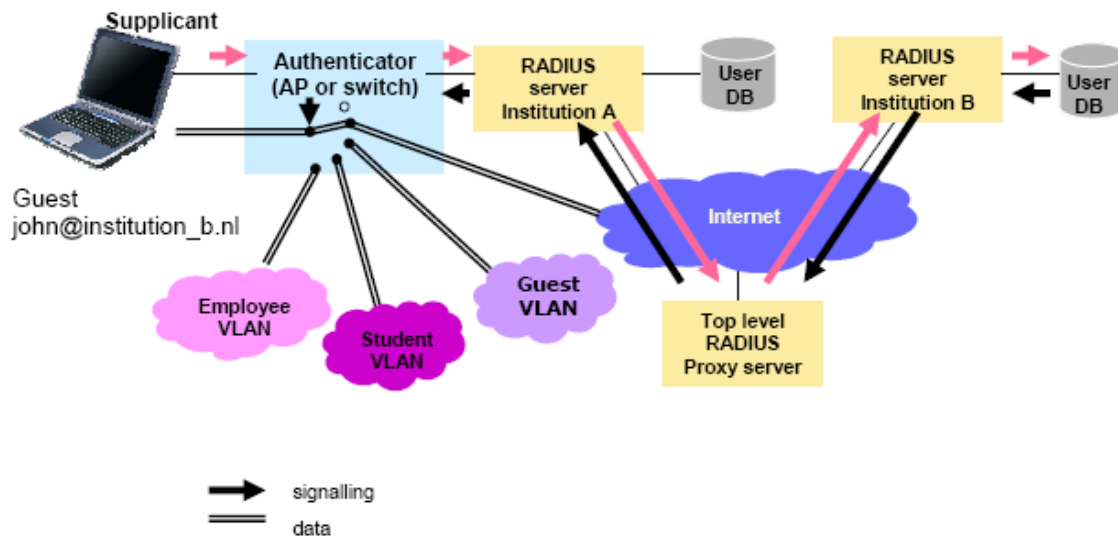 Supplicant
Authenticator
(AP or switch)
RADIUS
server
Institution A
User
DB
RADIUS
server
Institution B
User
DB
Guest
john@institution_b.nl
Internet
Employee
VLAN
Student
VLAN
Guest
VLAN
Top level
RADIUS
Proxy server
signalling
data